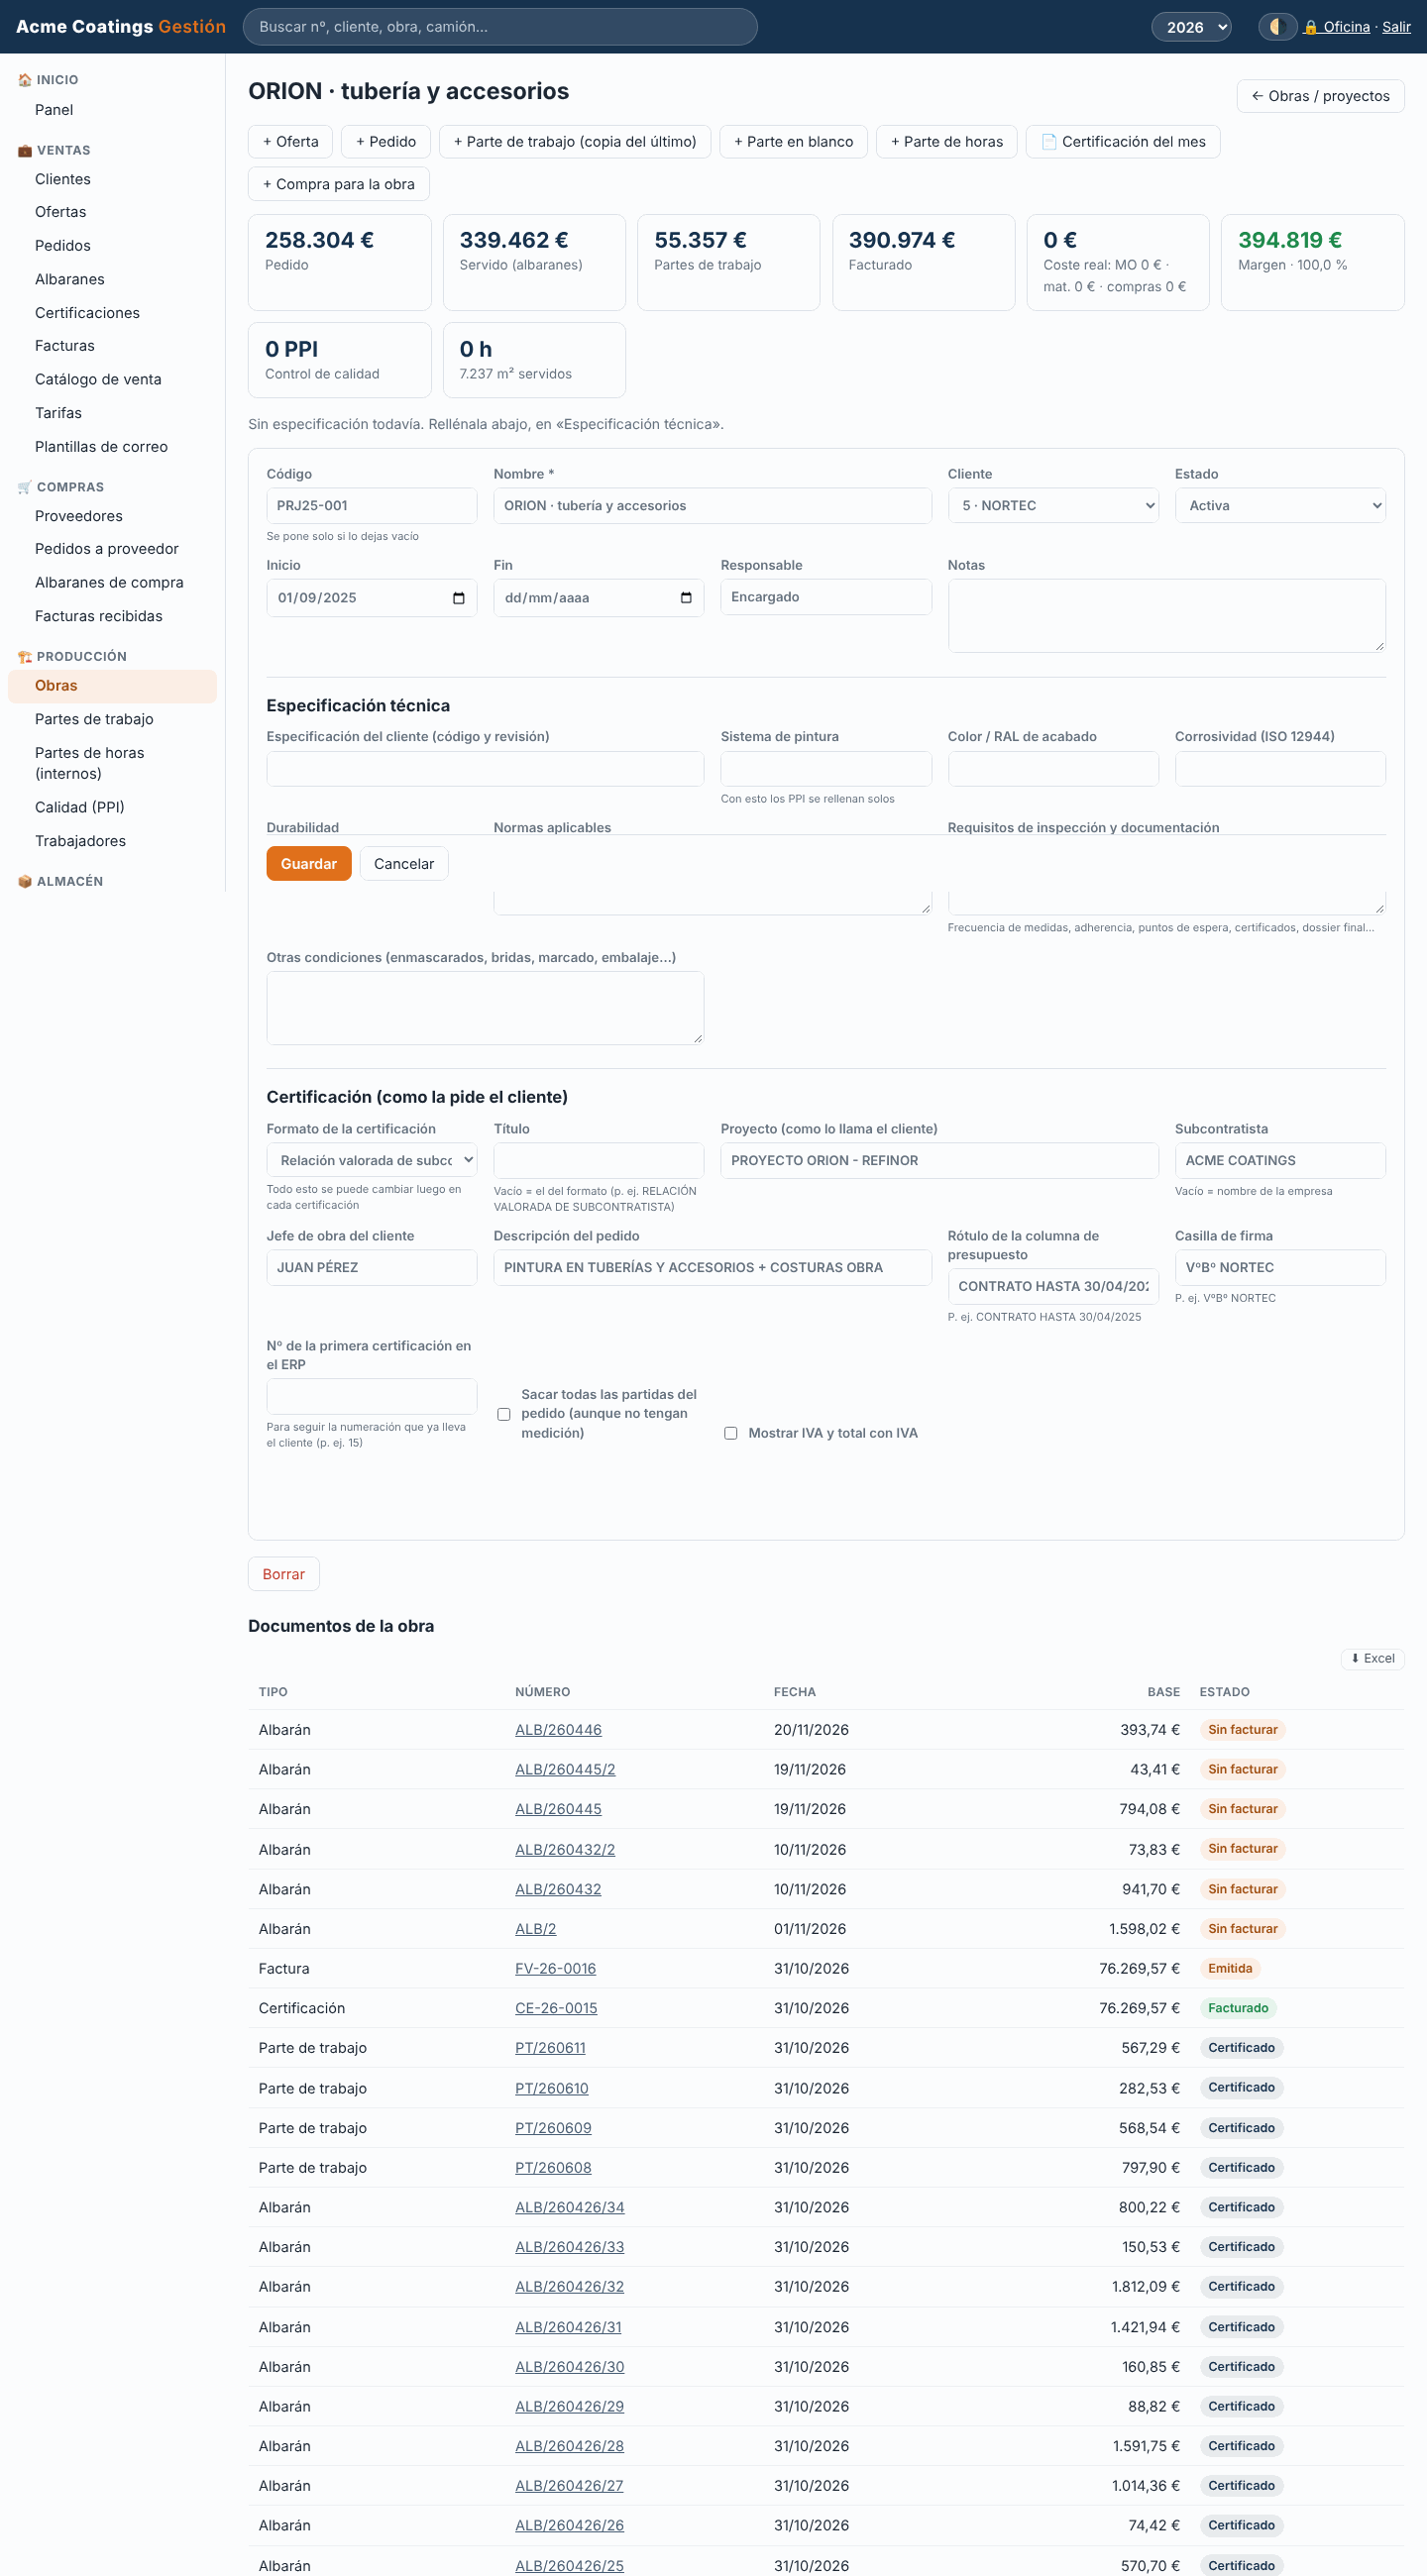 Acme Coatings Gestión
Buscar nº, cliente, obra, camión...
2026
🔒 Oficina · Salir
🏠 INICIO
Panel
💼 VENTAS
Clientes
Ofertas
Pedidos
Albaranes
Certificaciones
Facturas
Catálogo de venta
Tarifas
Plantillas de correo
🛒 COMPRAS
Proveedores
Pedidos a proveedor
Albaranes de compra
Facturas recibidas
🏗️ PRODUCCIÓN
Obras
Partes de trabajo
Partes de horas
(internos)
Calidad (PPI)
Trabajadores
📦 ALMACÉN
ORION · tubería y accesorios
← Obras / proyectos
+ Oferta
+ Pedido
+ Parte de trabajo (copia del último)
+ Parte en blanco
+ Parte de horas
📄 Certificación del mes
+ Compra para la obra
258.304 €
Pedido
339.462 €
Servido (albaranes)
55.357 €
Partes de trabajo
390.974 €
Facturado
0 €
Coste real: MO 0 € ·
mat. 0 € · compras 0 €
394.819 €
Margen · 100,0 %
0 PPI
Control de calidad
0 h
7.237 m² servidos
Sin especificación todavía. Rellénala abajo, en «Especificación técnica».
Código
PRJ25-001
Se pone solo si lo dejas vacío
Nombre *
ORION · tubería y accesorios
Cliente
5 · NORTEC
Estado
Activa
Inicio
01/09/2025
Fin
dd/mm/aaaa
Responsable
Encargado
Notas
Especificación técnica
Especificación del cliente (código y revisión)
Sistema de pintura
Con esto los PPI se rellenan solos
Color / RAL de acabado
Corrosividad (ISO 12944)
Durabilidad
Normas aplicables
Requisitos de inspección y documentación
Guardar
Cancelar
Frecuencia de medidas, adherencia, puntos de espera, certificados, dossier final...
Otras condiciones (enmascarados, bridas, marcado, embalaje...)
Certificación (como la pide el cliente)
Formato de la certificación
Relación valorada de subco
Todo esto se puede cambiar luego en
cada certificación
Título
Vacío = el del formato (p. ej. RELACIÓN
VALORADA DE SUBCONTRATISTA)
Proyecto (como lo llama el cliente)
PROYECTO ORION - REFINOR
Subcontratista
ACME COATINGS
Vacío = nombre de la empresa
Jefe de obra del cliente
JUAN PÉREZ
Descripción del pedido
PINTURA EN TUBERÍAS Y ACCESORIOS + COSTURAS OBRA
Rótulo de la columna de
presupuesto
CONTRATO HASTA 30/04/202
P. ej. CONTRATO HASTA 30/04/2025
Casilla de firma
VºBº NORTEC
P. ej. VºBº NORTEC
Nº de la primera certificación en
el ERP
Para seguir la numeración que ya lleva
el cliente (p. ej. 15)
Sacar todas las partidas del
pedido (aunque no tengan
medición)
Mostrar IVA y total con IVA
Borrar
Documentos de la obra
⬇ Excel
TIPO NÚMERO FECHA BASE ESTADO
Albarán ALB/260446 20/11/2026 393,74 € Sin facturar
Albarán ALB/260445/2 19/11/2026 43,41 € Sin facturar
Albarán ALB/260445 19/11/2026 794,08 € Sin facturar
Albarán ALB/260432/2 10/11/2026 73,83 € Sin facturar
Albarán ALB/260432 10/11/2026 941,70 € Sin facturar
Albarán ALB/2 01/11/2026 1.598,02 € Sin facturar
Factura FV-26-0016 31/10/2026 76.269,57 € Emitida
Certificación CE-26-0015 31/10/2026 76.269,57 € Facturado
Parte de trabajo PT/260611 31/10/2026 567,29 € Certificado
Parte de trabajo PT/260610 31/10/2026 282,53 € Certificado
Parte de trabajo PT/260609 31/10/2026 568,54 € Certificado
Parte de trabajo PT/260608 31/10/2026 797,90 € Certificado
Albarán ALB/260426/34 31/10/2026 800,22 € Certificado
Albarán ALB/260426/33 31/10/2026 150,53 € Certificado
Albarán ALB/260426/32 31/10/2026 1.812,09 € Certificado
Albarán ALB/260426/31 31/10/2026 1.421,94 € Certificado
Albarán ALB/260426/30 31/10/2026 160,85 € Certificado
Albarán ALB/260426/29 31/10/2026 88,82 € Certificado
Albarán ALB/260426/28 31/10/2026 1.591,75 € Certificado
Albarán ALB/260426/27 31/10/2026 1.014,36 € Certificado
Albarán ALB/260426/26 31/10/2026 74,42 € Certificado
Albarán ALB/260426/25 31/10/2026 570,70 € Certificado